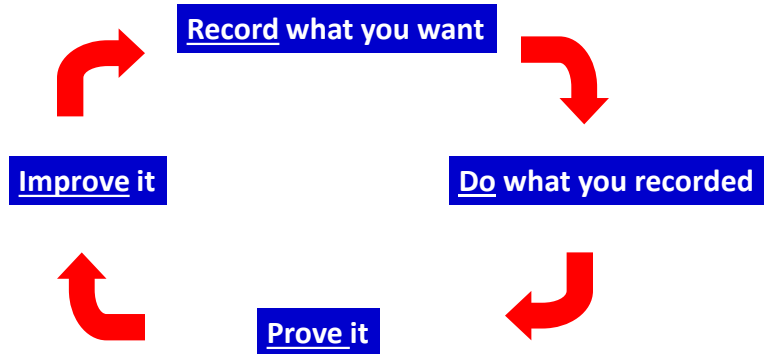 Record what you want
Do what you recorded
Prove it
Improve it